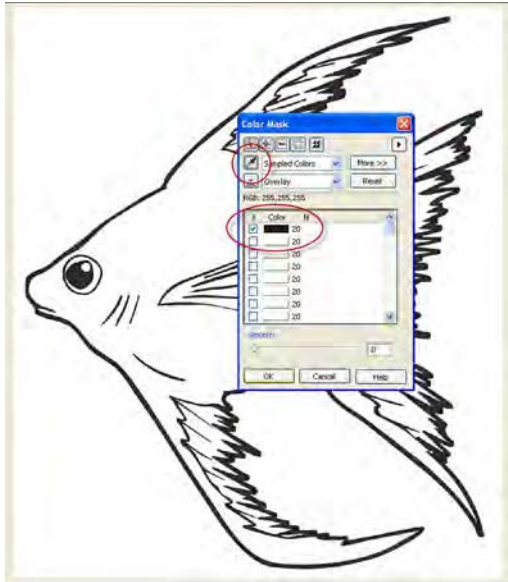 Color Mask
Sampled Colors
More >>
Overlay
Reset
RGB: 255,255,255
X Color N
20
20
20
20
20
20
20
Smooth:
0
OK Cancel Help